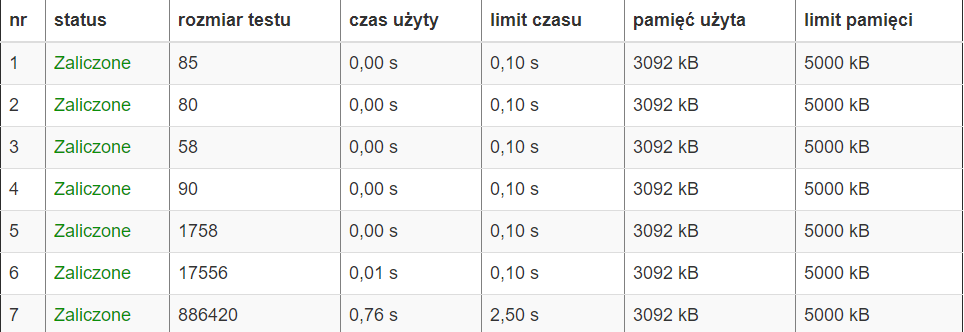 nr status rozmiar testu czas użyty limit czasu pamięć użyta limit pamięci
1 Zaliczone 85 0,00 s 0,10 s 3092 kB 5000 kB
2 Zaliczone 80 0,00 s 0,10 s 3092 kB 5000 kB
3 Zaliczone 58 0,00 s 0,10 s 3092 kB 5000 kB
4 Zaliczone 90 0,00 s 0,10 s 3092 kB 5000 kB
5 Zaliczone 1758 0,00 s 0,10 s 3092 kB 5000 kB
6 Zaliczone 17556 0,01 s 0,10 s 3092 kB 5000 kB
7 Zaliczone 886420 0,76 s 2,50 s 3092 kB 5000 kB